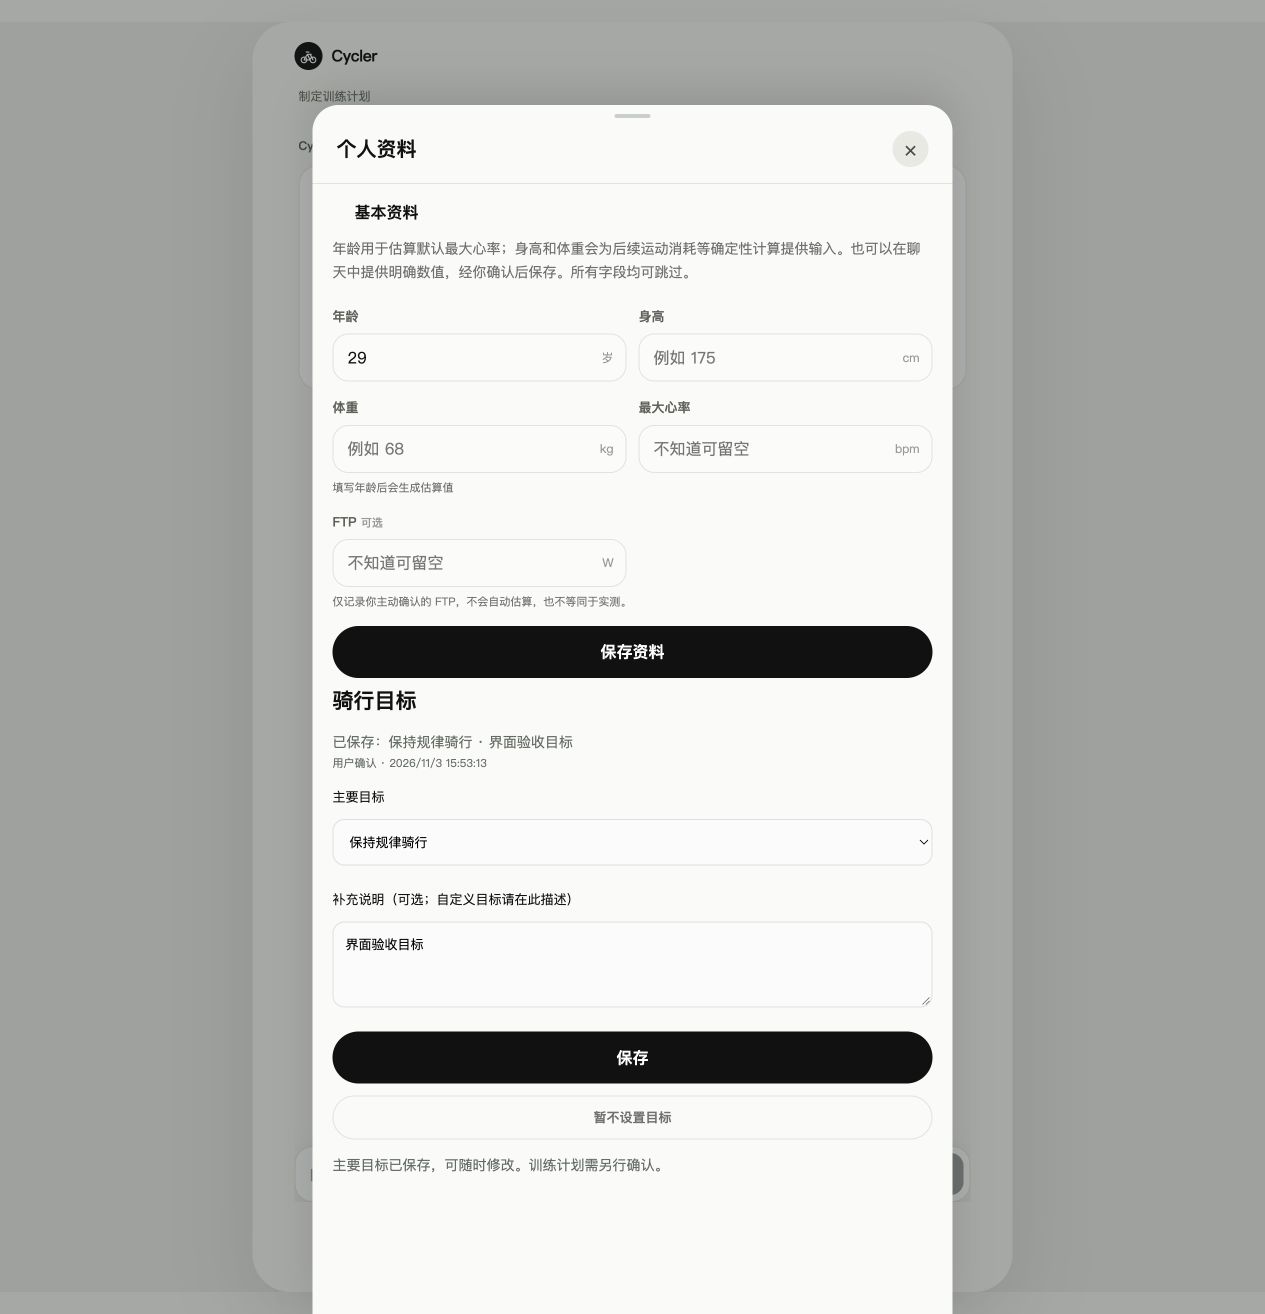 Cycler
制定训练计划
Cy
个人资料
基本资料
年龄用于估算默认最大心率；身高和体重会为后续运动消耗等确定性计算提供输入。也可以在聊
天中提供明确数值，经你确认后保存。所有字段均可跳过。
年龄
身高
29 岁
例如 175 cm
体重
最大心率
例如 68 kg
不知道可留空 bpm
填写年龄后会生成估算值
FTP 可选
不知道可留空 W
仅记录你主动确认的 FTP，不会自动估算，也不等同于实测。
保存资料
骑行目标
已保存：保持规律骑行 · 界面验收目标
用户确认 · 2026/11/3 15:53:13
主要目标
保持规律骑行
补充说明（可选；自定义目标请在此描述）
界面验收目标
保存
暂不设置目标
主要目标已保存，可随时修改。训练计划需另行确认。